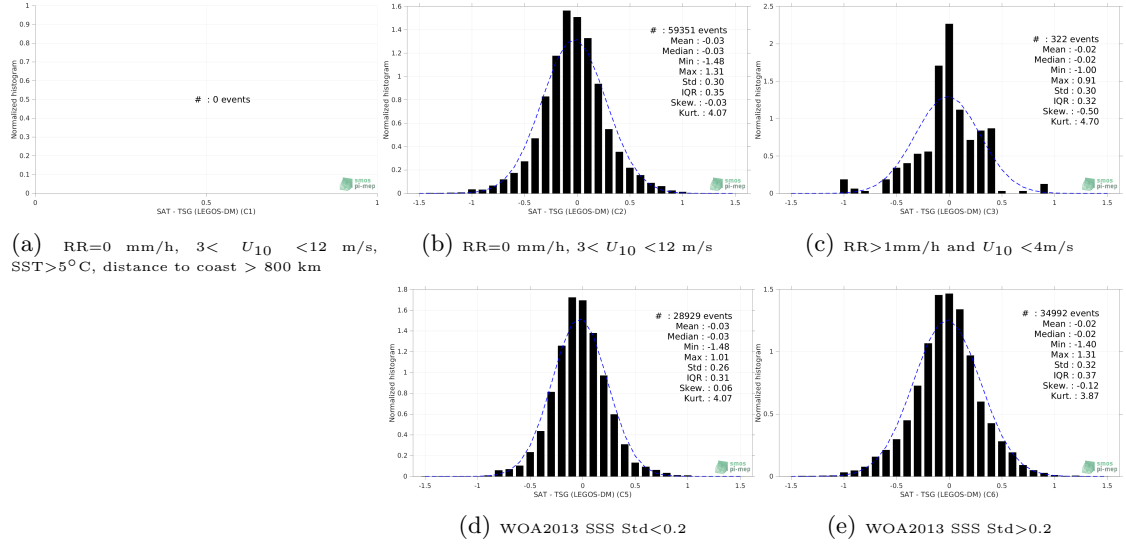 1
0.9
0.8
0.7
0.6
0.5
0.4
0.3
0.2
0.1
0
Normalized histogram
# : 0 events
smos
pi-mep
0 0.5 1
SAT - TSG (LEGOS-DM) (C1)
(a) RR=0 mm/h, 3< U10 <12 m/s,
SST>5°C, distance to coast > 800 km
1.6
1.4
1.2
1
0.8
0.6
0.4
0.2
0
Normalized histogram
# : 59351 events
Mean : -0.03
Median : -0.03
Min : -1.48
Max : 1.31
Std : 0.30
IQR : 0.35
Skew. : -0.03
Kurt. : 4.07
smos
pi-mep
-1.5 -1 -0.5 0 0.5 1 1.5
SAT - TSG (LEGOS-DM) (C2)
(b) RR=0 mm/h, 3< U10 <12 m/s
2.5
2
1.5
1
0.5
0
Normalized histogram
# : 322 events
Mean : -0.02
Median : -0.02
Min : -1.00
Max : 0.91
Std : 0.30
IQR : 0.32
Skew. : -0.50
Kurt. : 4.70
smos
pi-mep
-1.5 -1 -0.5 0 0.5 1 1.5
SAT - TSG (LEGOS-DM) (C3)
(c) RR>1mm/h and U10 <4m/s
1.8
1.6
1.4
1.2
1
0.8
0.6
0.4
0.2
0
Normalized histogram
# : 28929 events
Mean : -0.03
Median : -0.03
Min : -1.48
Max : 1.01
Std : 0.26
IQR : 0.31
Skew. : 0.06
Kurt. : 4.07
smos
pi-mep
-1.5 -1 -0.5 0 0.5 1 1.5
SAT - TSG (LEGOS-DM) (C5)
(d) WOA2013 SSS Std<0.2
1.5
1
0.5
0
Normalized histogram
# : 34992 events
Mean : -0.02
Median : -0.02
Min : -1.40
Max : 1.31
Std : 0.32
IQR : 0.37
Skew. : -0.12
Kurt. : 3.87
smos
pi-mep
-1.5 -1 -0.5 0 0.5 1 1.5
SAT - TSG (LEGOS-DM) (C6)
(e) WOA2013 SSS Std>0.2